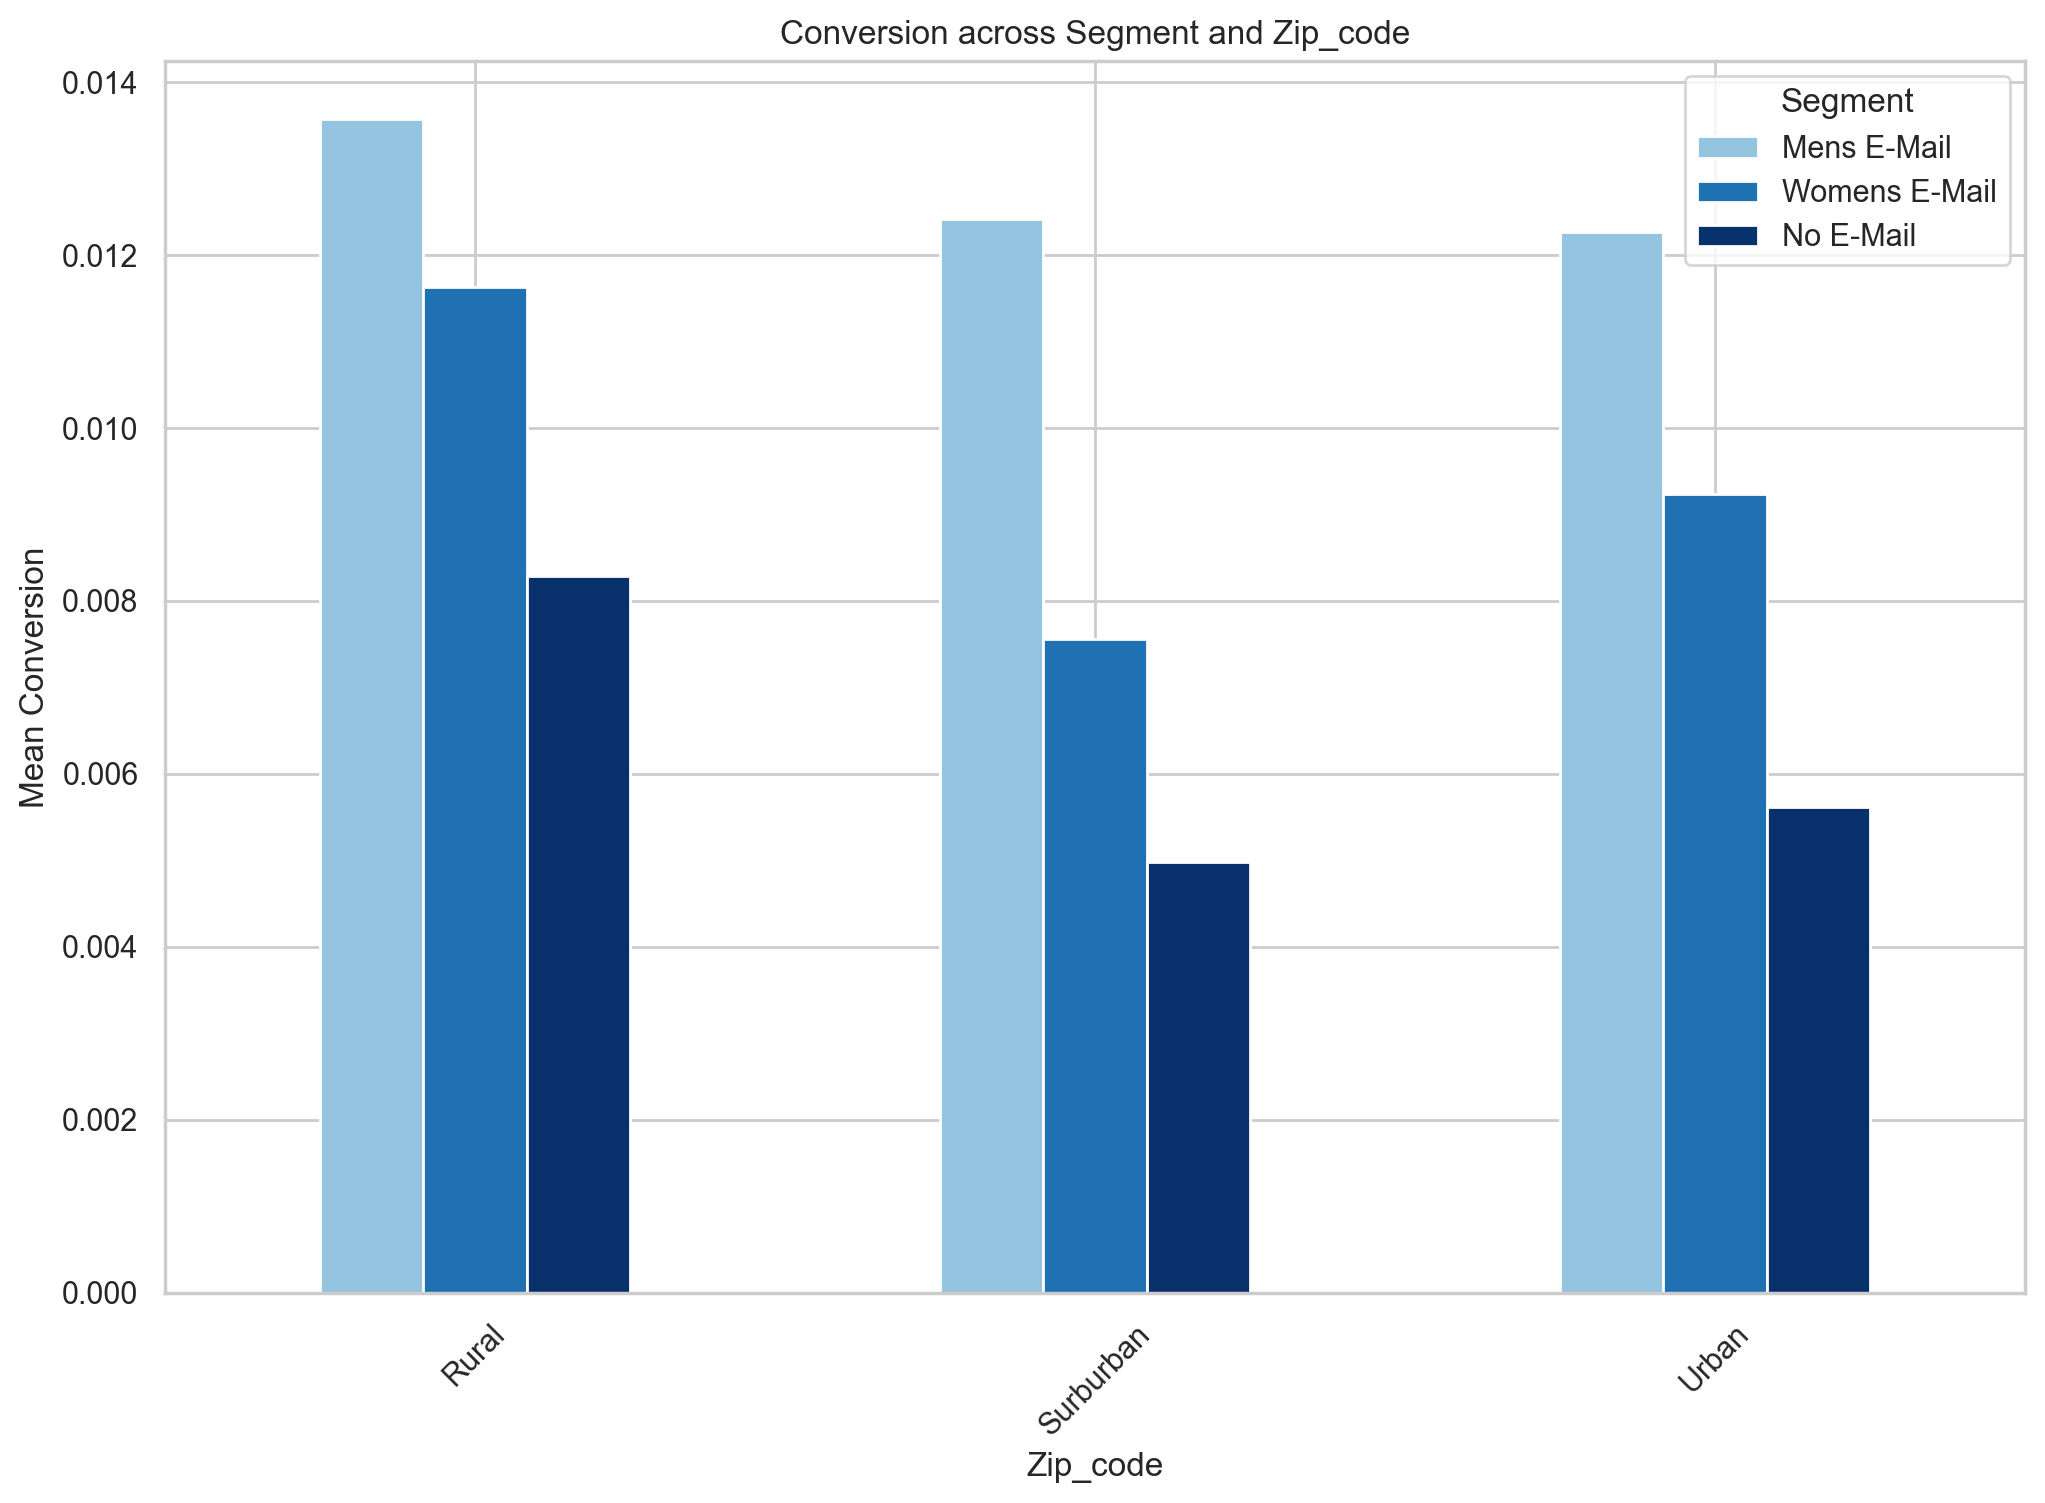 Conversion across Segment and Zip_code
Segment
Mens E-Mail
Womens E-Mail
No E-Mail
Mean Conversion
0.014
0.012
0.010
0.008
0.006
0.004
0.002
0.000
Rural
Surburban
Urban
Zip_code